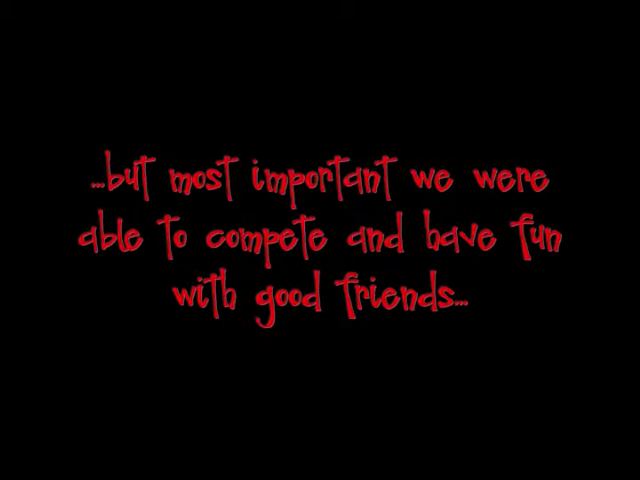 ...but most important we were
able to compete and have fun
with good friends...